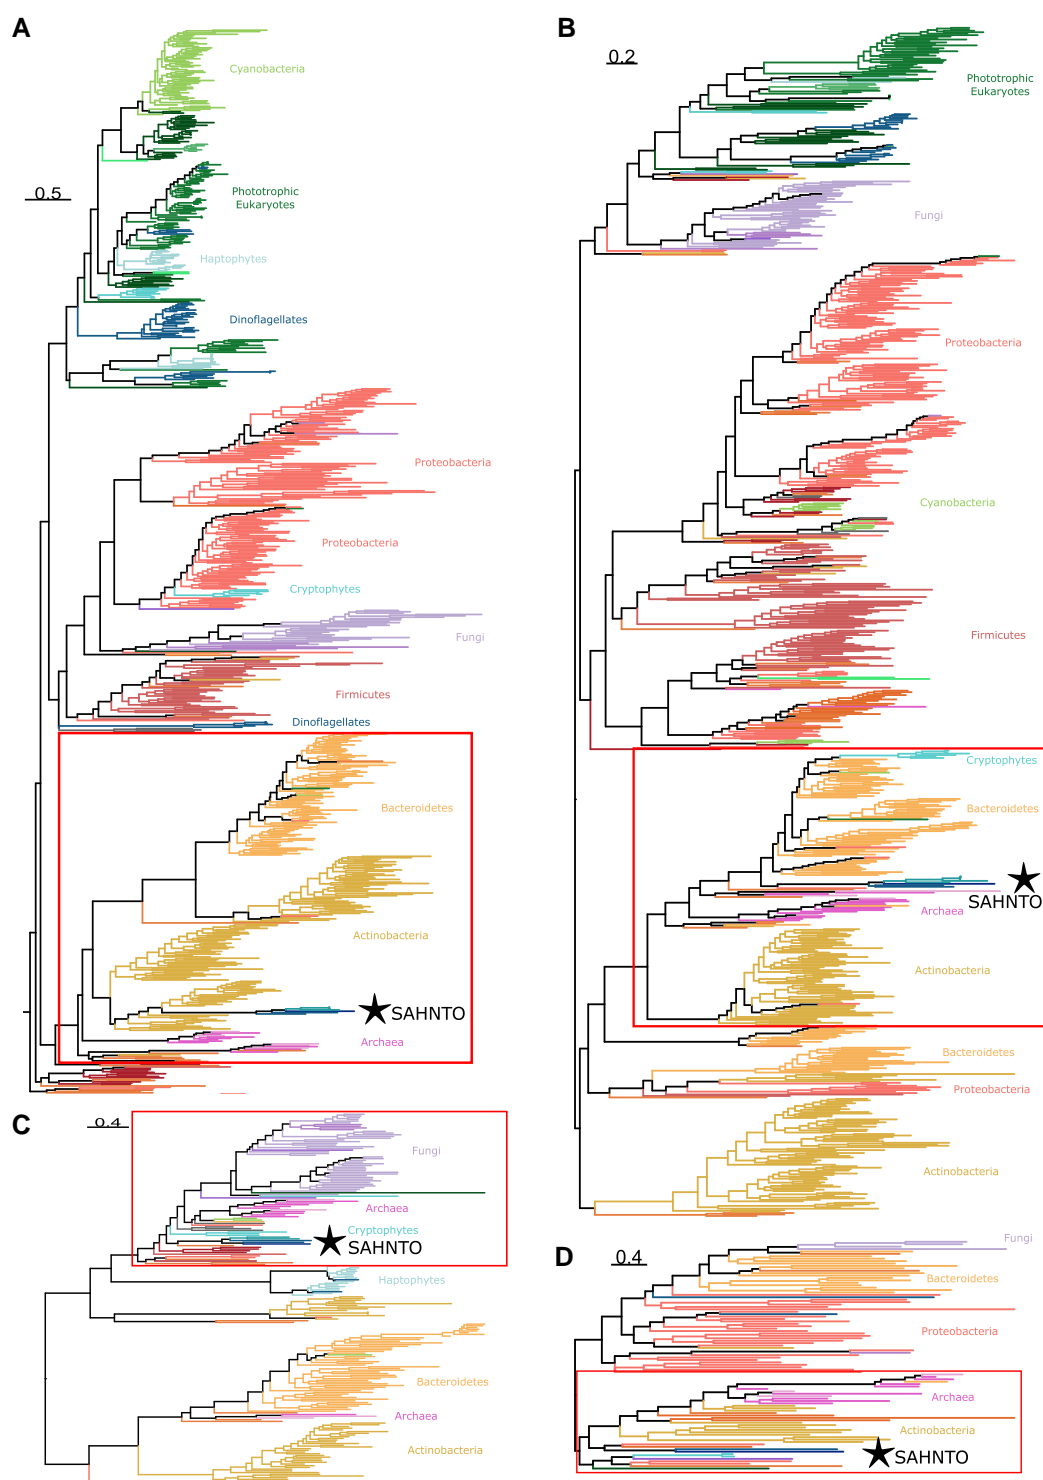 A
Cyanobacteria
0.5
Phototrophic
Eukaryotes
Haptophytes
Dinoflagellates
Proteobacteria
Proteobacteria
Cryptophytes
Fungi
Firmicutes
Dinoflagellates
Bacteroidetes
Actinobacteria
SAHNTO
Archaea
B
0.2
Phototrophic
Eukaryotes
Fungi
Proteobacteria
Cyanobacteria
Firmicutes
Cryptophytes
Bacteroidetes
SAHNTO
Archaea
Actinobacteria
Bacteroidetes
Proteobacteria
Actinobacteria
C
0.4
Fungi
Archaea
Cryptophytes
SAHNTO
Haptophytes
Bacteroidetes
Archaea
Actinobacteria
D
0.4
Fungi
Bacteroidetes
Proteobacteria
Archaea
Actinobacteria
SAHNTO